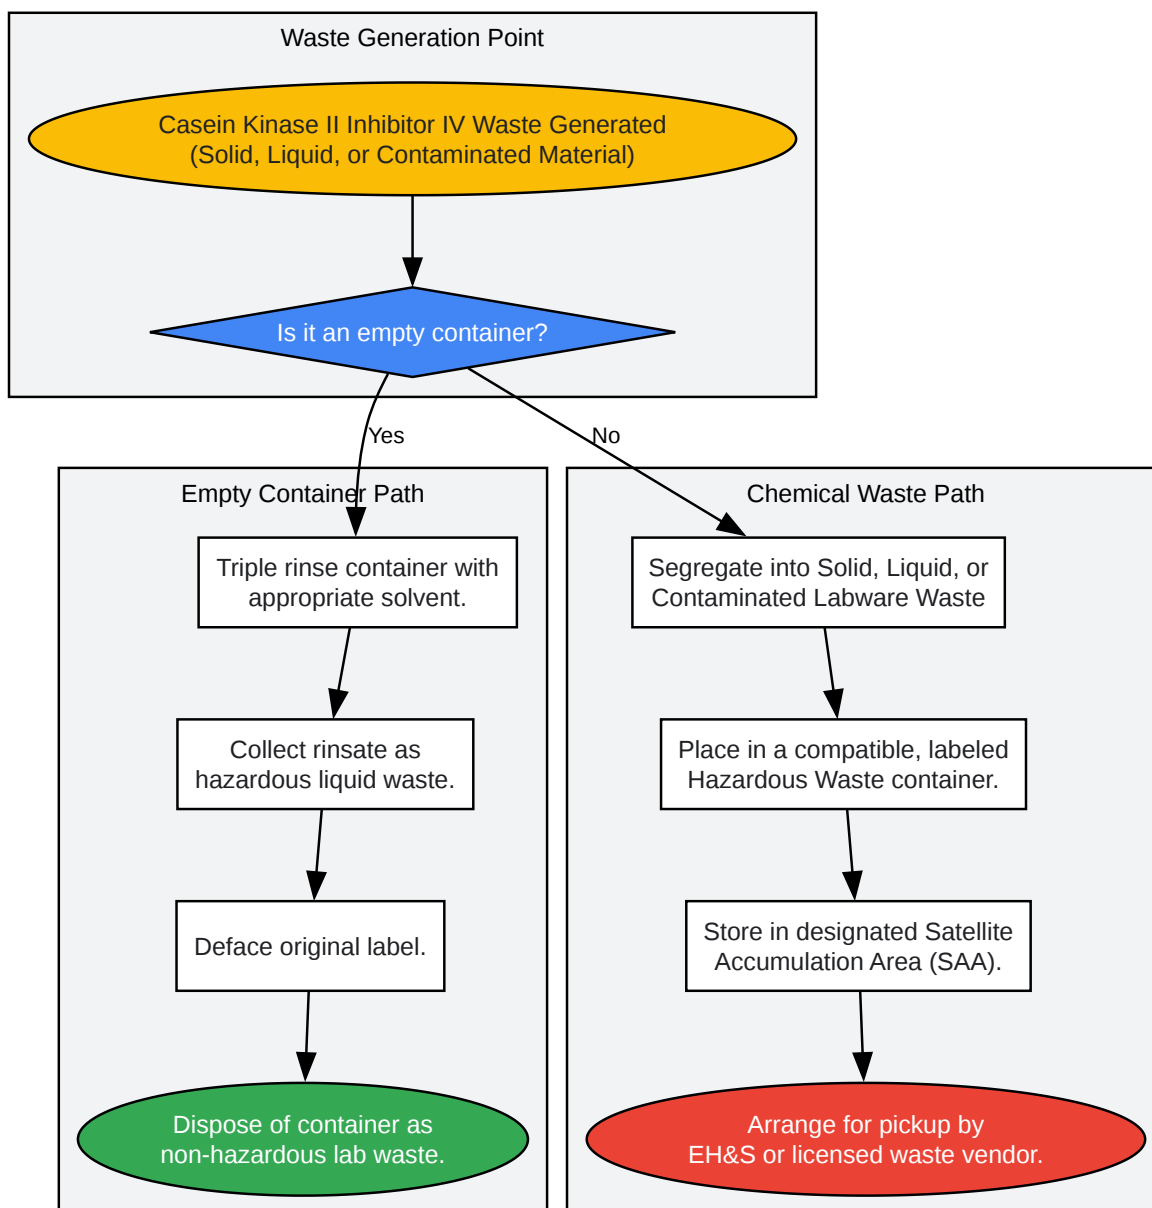 Waste Generation Point
Casein Kinase II Inhibitor IV Waste Generated
(Solid, Liquid, or Contaminated Material)
Is it an empty container?
Yes
No
Empty Container Path
Triple rinse container with
appropriate solvent.
Collect rinsate as
hazardous liquid waste.
Deface original label.
Dispose of container as
non-hazardous lab waste.
Chemical Waste Path
Segregate into Solid, Liquid, or
Contaminated Labware Waste
Place in a compatible, labeled
Hazardous Waste container.
Store in designated Satellite
Accumulation Area (SAA).
Arrange for pickup by
EH&S or licensed waste vendor.